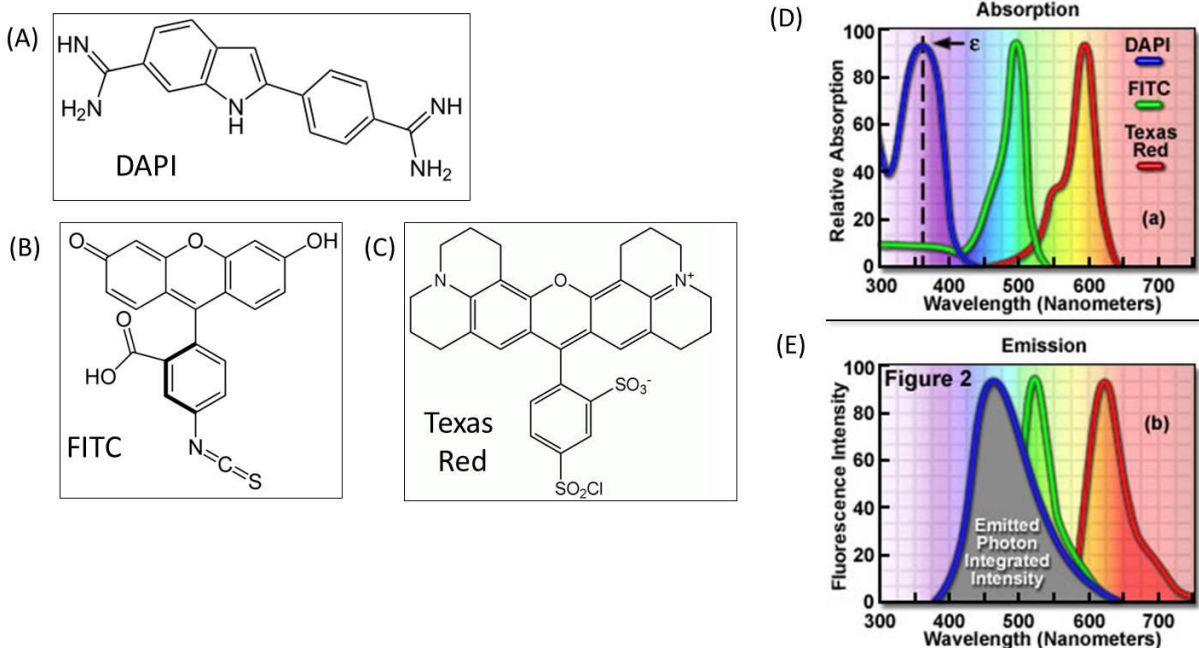 (A)
HN
H₂N
N
H
NH
NH₂
DAPI
(B)
O
O
OH
O
HO
N
C
S
FITC
(C)
N
O
N⁺
SO₃⁻
SO₂Cl
Texas
Red
(D)
Absorption
Relative Absorption
100
80
60
40
20
0
ε
DAPI
FITC
Texas
Red
(a)
300 400 500 600 700
Wavelength (Nanometers)
(E)
Emission
Fluorescence Intensity
100
80
60
40
20
0
Figure 2
(b)
Emitted
Photon
Integrated
Intensity
300 400 500 600 700
Wavelength (Nanometers)